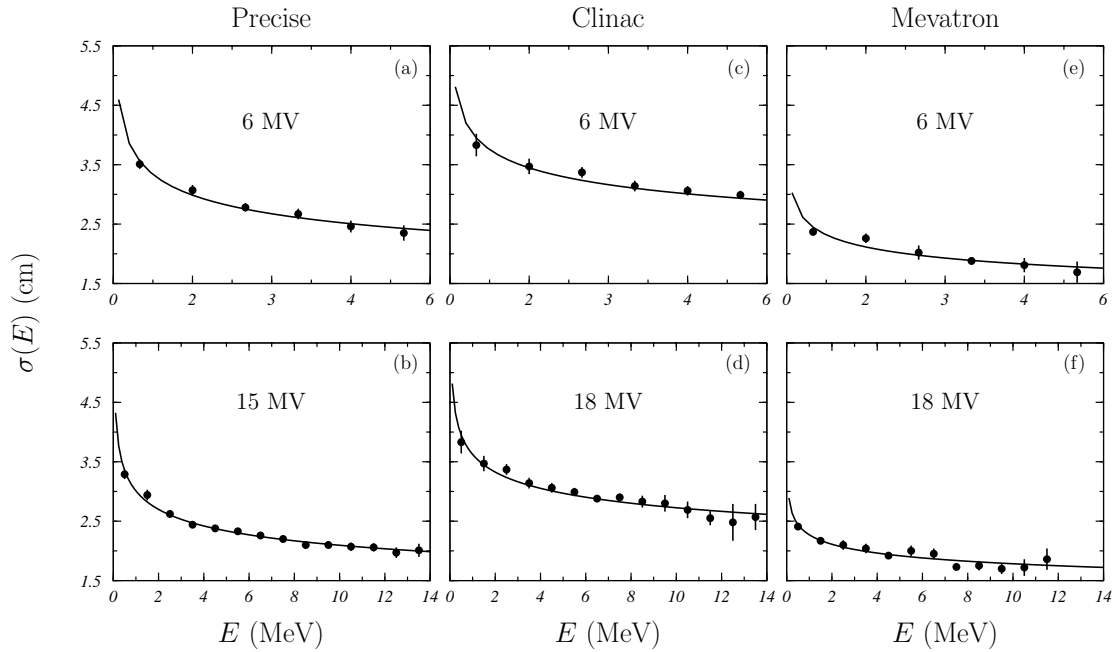 Precise Clinac Mevatron
5.5
4.5
3.5
2.5
1.5
(a) (c) (e)
6 MV 6 MV 6 MV
0 2 4 6 0 2 4 6 0 2 4 6
σ(E) (cm)
5.5
4.5
3.5
2.5
1.5
(b) (d) (f)
15 MV 18 MV 18 MV
0 2 4 6 8 10 12 14 0 2 4 6 8 10 12 14 0 2 4 6 8 10 12 14
E (MeV) E (MeV) E (MeV)